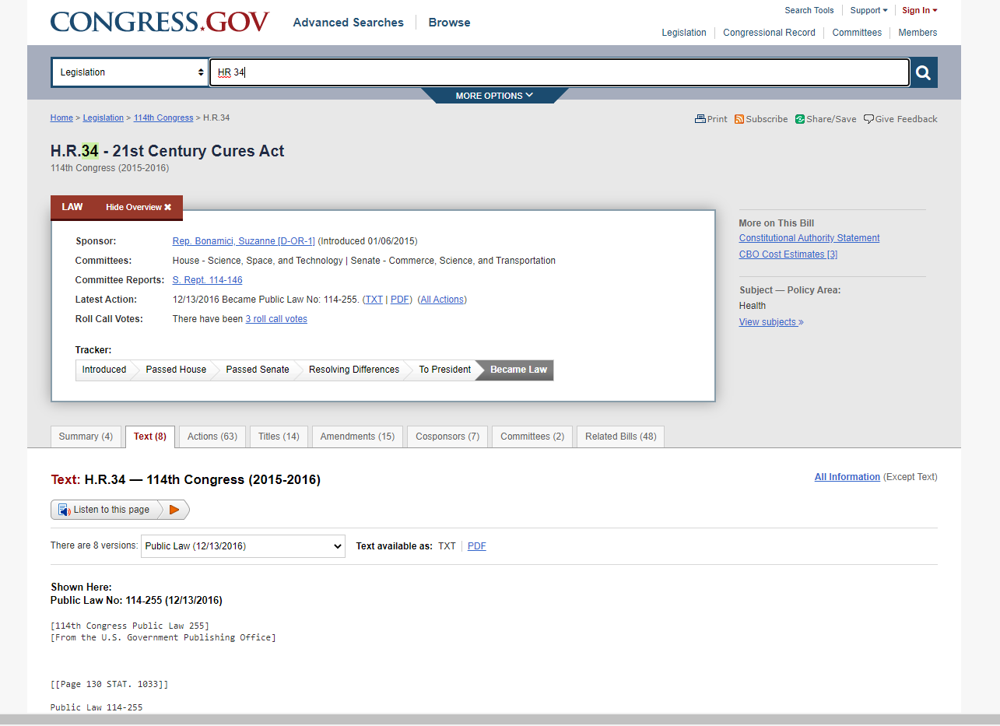 CONGRESS.GOV
Advanced Searches
Browse
Search Tools
Support
Sign In
Legislation
Congressional Record
Committees
Members
Legislation
HR 34
MORE OPTIONS
Home > Legislation > 114th Congress > H.R.34
Print
Subscribe
Share/Save
Give Feedback
H.R.34 - 21st Century Cures Act
114th Congress (2015-2016)
LAW
Hide Overview ✖
Sponsor: Rep. Bonamici, Suzanne [D-OR-1] (Introduced 01/06/2015)
Committees: House - Science, Space, and Technology | Senate - Commerce, Science, and Transportation
Committee Reports: S. Rept. 114-146
Latest Action: 12/13/2016 Became Public Law No: 114-255. (TXT | PDF) (All Actions)
Roll Call Votes: There have been 3 roll call votes
Tracker:
Introduced
Passed House
Passed Senate
Resolving Differences
To President
Became Law
More on This Bill
Constitutional Authority Statement
CBO Cost Estimates [3]
Subject — Policy Area:
Health
View subjects »
Summary (4)
Text (8)
Actions (63)
Titles (14)
Amendments (15)
Cosponsors (7)
Committees (2)
Related Bills (48)
Text: H.R.34 — 114th Congress (2015-2016)
All Information (Except Text)
Listen to this page
There are 8 versions: Public Law (12/13/2016)
Text available as: TXT | PDF
Shown Here:
Public Law No: 114-255 (12/13/2016)
[114th Congress Public Law 255]
[From the U.S. Government Publishing Office]
[[Page 130 STAT. 1033]]
Public Law 114-255